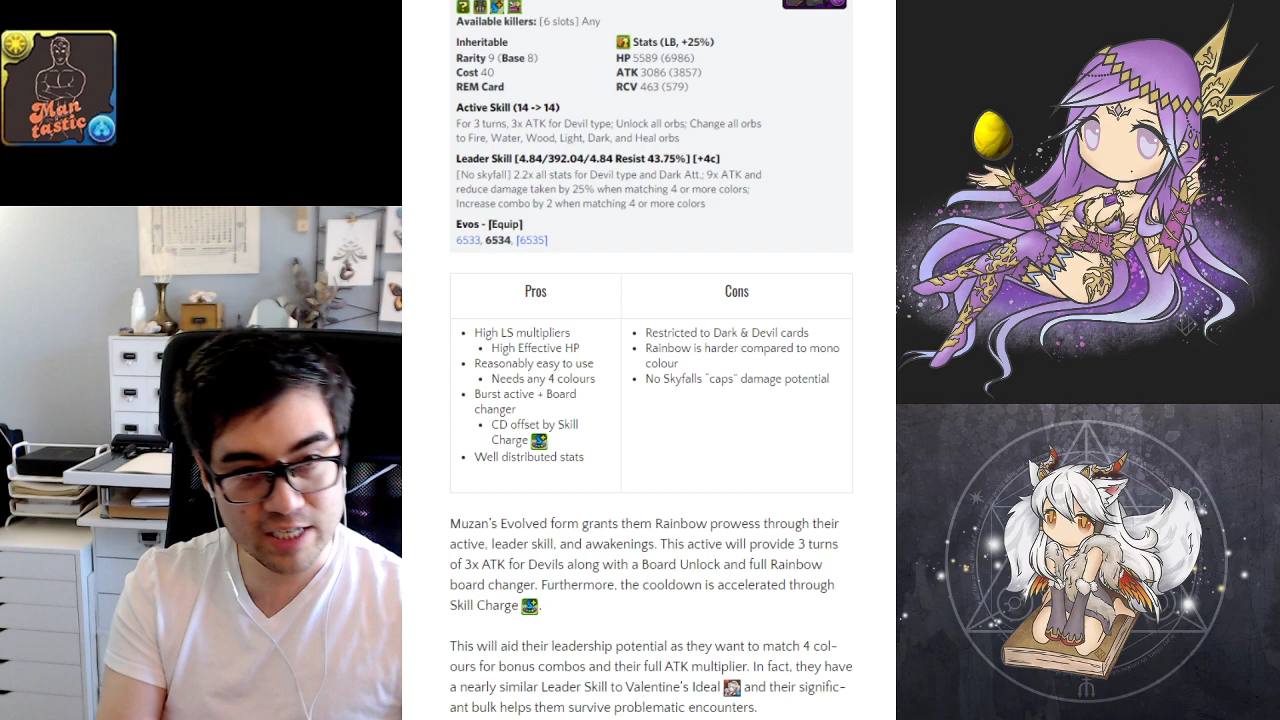 Man
tastic
Available killers: [6 slots] Any
Inheritable
Rarity 9 (Base 8)
Cost 40
REM Card
Stats (LB, +25%)
HP 5589 (6986)
ATK 3086 (3857)
RCV 463 (579)
Active Skill (14 -> 14)
For 3 turns, 3x ATK for Devil type; Unlock all orbs; Change all orbs
to Fire, Water, Wood, Light, Dark, and Heal orbs
Leader Skill [4.84/392.04/4.84 Resist 43.75%] [+4c]
[No skyfall] 2.2x all stats for Devil type and Dark Att.; 9x ATK and
reduce damage taken by 25% when matching 4 or more colors;
Increase combo by 2 when matching 4 or more colors
Evos - [Equip]
6533, 6534, [6535]
Pros
High LS multipliers
High Effective HP
Reasonably easy to use
Needs any 4 colours
Burst active + Board
changer
CD offset by Skill
Charge
Well distributed stats
Cons
Restricted to Dark & Devil cards
Rainbow is harder compared to mono
colour
No Skyfalls "caps" damage potential
Muzan's Evolved form grants them Rainbow prowess through their
active, leader skill, and awakenings. This active will provide 3 turns
of 3x ATK for Devils along with a Board Unlock and full Rainbow
board changer. Furthermore, the cooldown is accelerated through
Skill Charge .
This will aid their leadership potential as they want to match 4 col-
ours for bonus combos and their full ATK multiplier. In fact, they have
a nearly similar Leader Skill to Valentine's Ideal and their signific-
ant bulk helps them survive problematic encounters.